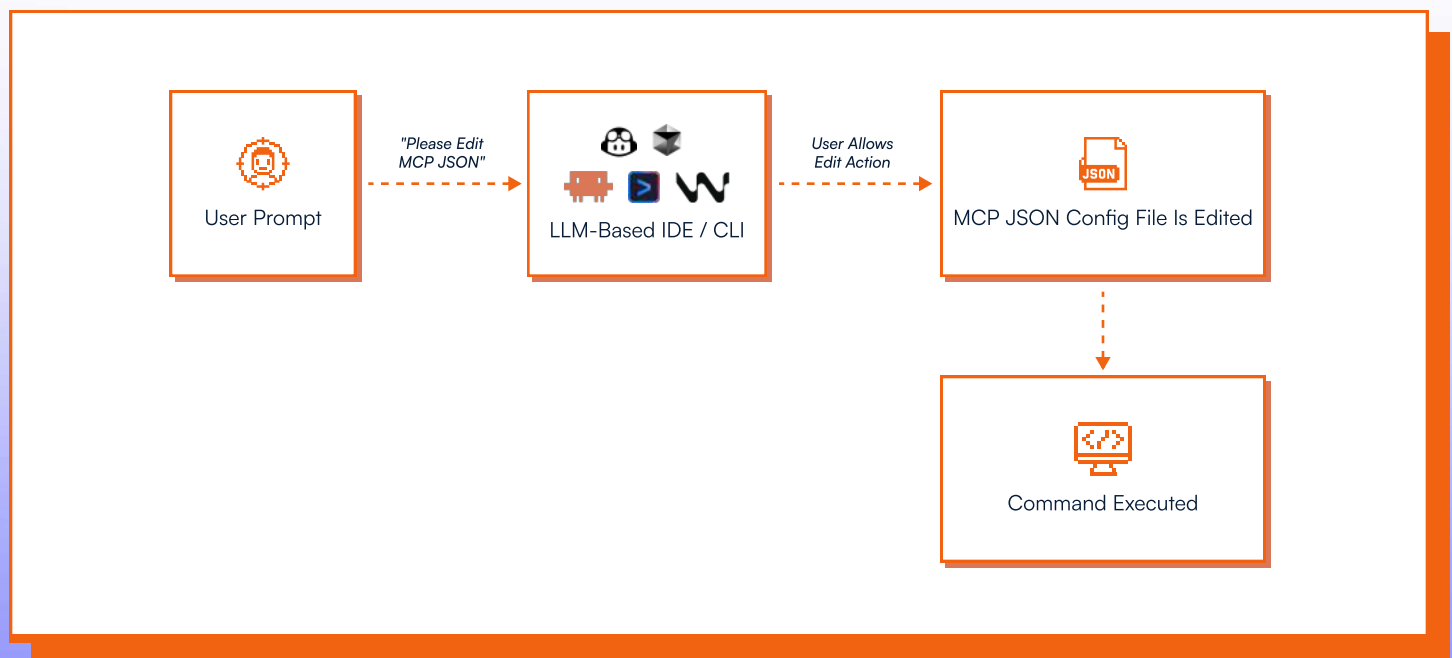 "Please Edit
MCP JSON"
User Allows
Edit Action
JSON
User Prompt
LLM-Based IDE / CLI
MCP JSON Config File Is Edited
Command Executed